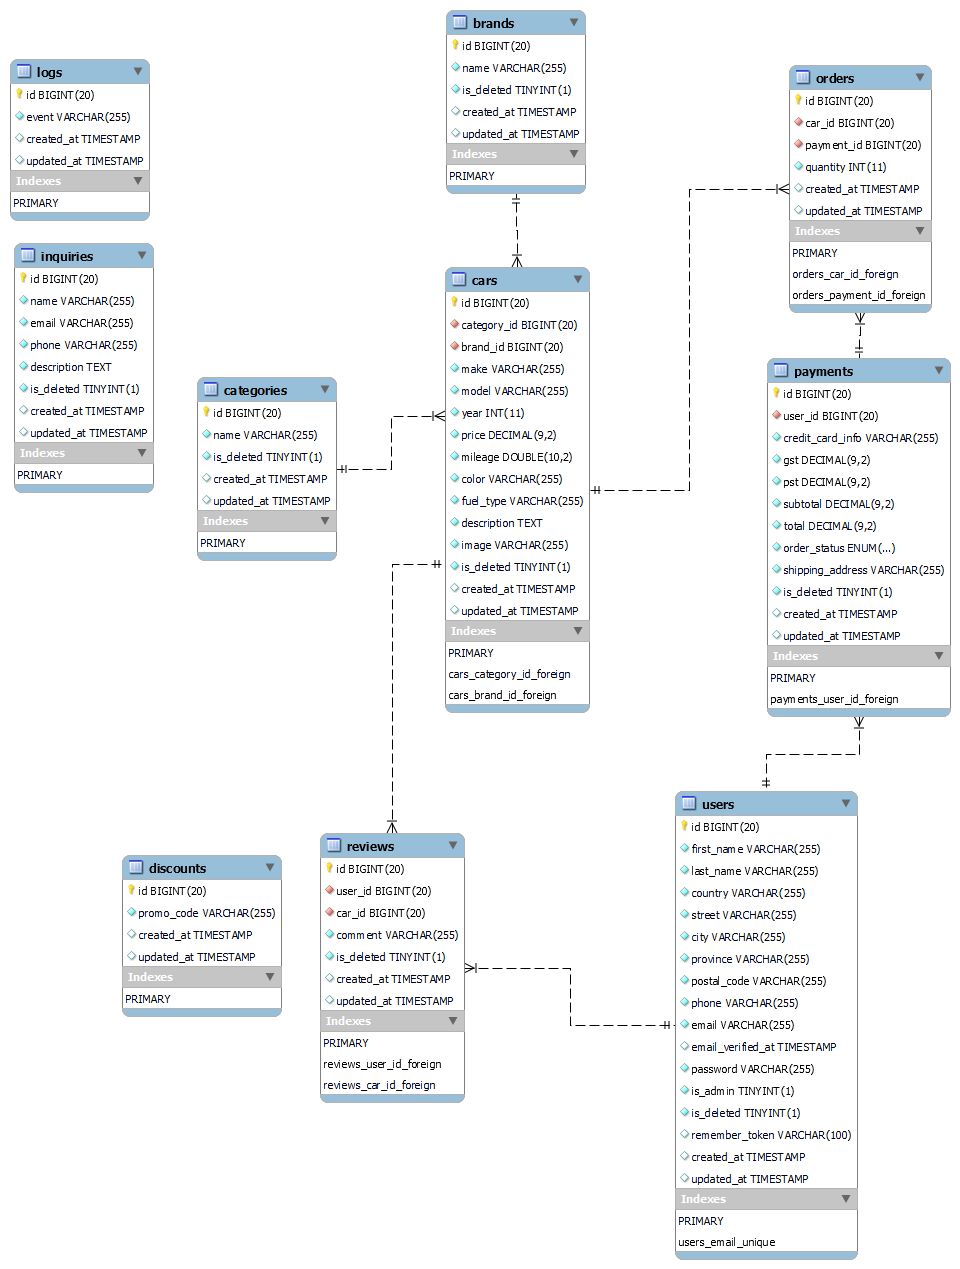 brands
id BIGINT(20)
name VARCHAR(255)
is_deleted TINYINT(1)
created_at TIMESTAMP
updated_at TIMESTAMP
Indexes
PRIMARY
logs
id BIGINT(20)
event VARCHAR(255)
created_at TIMESTAMP
updated_at TIMESTAMP
Indexes
PRIMARY
orders
id BIGINT(20)
car_id BIGINT(20)
payment_id BIGINT(20)
quantity INT(11)
created_at TIMESTAMP
updated_at TIMESTAMP
Indexes
PRIMARY
orders_car_id_foreign
orders_payment_id_foreign
inquiries
id BIGINT(20)
name VARCHAR(255)
email VARCHAR(255)
phone VARCHAR(255)
description TEXT
is_deleted TINYINT(1)
created_at TIMESTAMP
updated_at TIMESTAMP
Indexes
PRIMARY
cars
id BIGINT(20)
category_id BIGINT(20)
brand_id BIGINT(20)
make VARCHAR(255)
model VARCHAR(255)
year INT(11)
price DECIMAL(9,2)
mileage DOUBLE(10,2)
color VARCHAR(255)
fuel_type VARCHAR(255)
description TEXT
image VARCHAR(255)
is_deleted TINYINT(1)
created_at TIMESTAMP
updated_at TIMESTAMP
Indexes
PRIMARY
cars_category_id_foreign
cars_brand_id_foreign
categories
id BIGINT(20)
name VARCHAR(255)
is_deleted TINYINT(1)
created_at TIMESTAMP
updated_at TIMESTAMP
Indexes
PRIMARY
payments
id BIGINT(20)
user_id BIGINT(20)
credit_card_info VARCHAR(255)
gst DECIMAL(9,2)
pst DECIMAL(9,2)
subtotal DECIMAL(9,2)
total DECIMAL(9,2)
order_status ENUM(...)
shipping_address VARCHAR(255)
is_deleted TINYINT(1)
created_at TIMESTAMP
updated_at TIMESTAMP
Indexes
PRIMARY
payments_user_id_foreign
users
id BIGINT(20)
first_name VARCHAR(255)
last_name VARCHAR(255)
country VARCHAR(255)
street VARCHAR(255)
city VARCHAR(255)
province VARCHAR(255)
postal_code VARCHAR(255)
phone VARCHAR(255)
email VARCHAR(255)
email_verified_at TIMESTAMP
password VARCHAR(255)
is_admin TINYINT(1)
is_deleted TINYINT(1)
remember_token VARCHAR(100)
created_at TIMESTAMP
updated_at TIMESTAMP
Indexes
PRIMARY
users_email_unique
reviews
id BIGINT(20)
user_id BIGINT(20)
car_id BIGINT(20)
comment VARCHAR(255)
is_deleted TINYINT(1)
created_at TIMESTAMP
updated_at TIMESTAMP
Indexes
PRIMARY
reviews_user_id_foreign
reviews_car_id_foreign
discounts
id BIGINT(20)
promo_code VARCHAR(255)
created_at TIMESTAMP
updated_at TIMESTAMP
Indexes
PRIMARY